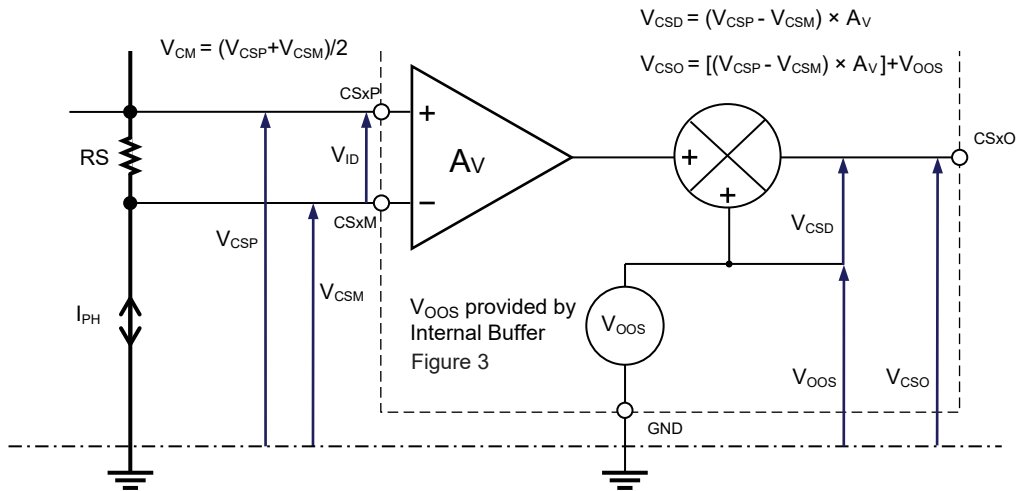 V_CSD = (V_CSP - V_CSM) × A_V
V_CM = (V_CSP+V_CSM)/2
V_CSO = [(V_CSP - V_CSM) × A_V]+V_OOS
CSxP
+
CSxO
RS
V_ID
A_V
+
+
CSxM
−
V_CSP
V_CSD
V_CSM
I_PH
V_OOS provided by
Internal Buffer
Figure 3
V_OOS
V_OOS
V_CSO
GND